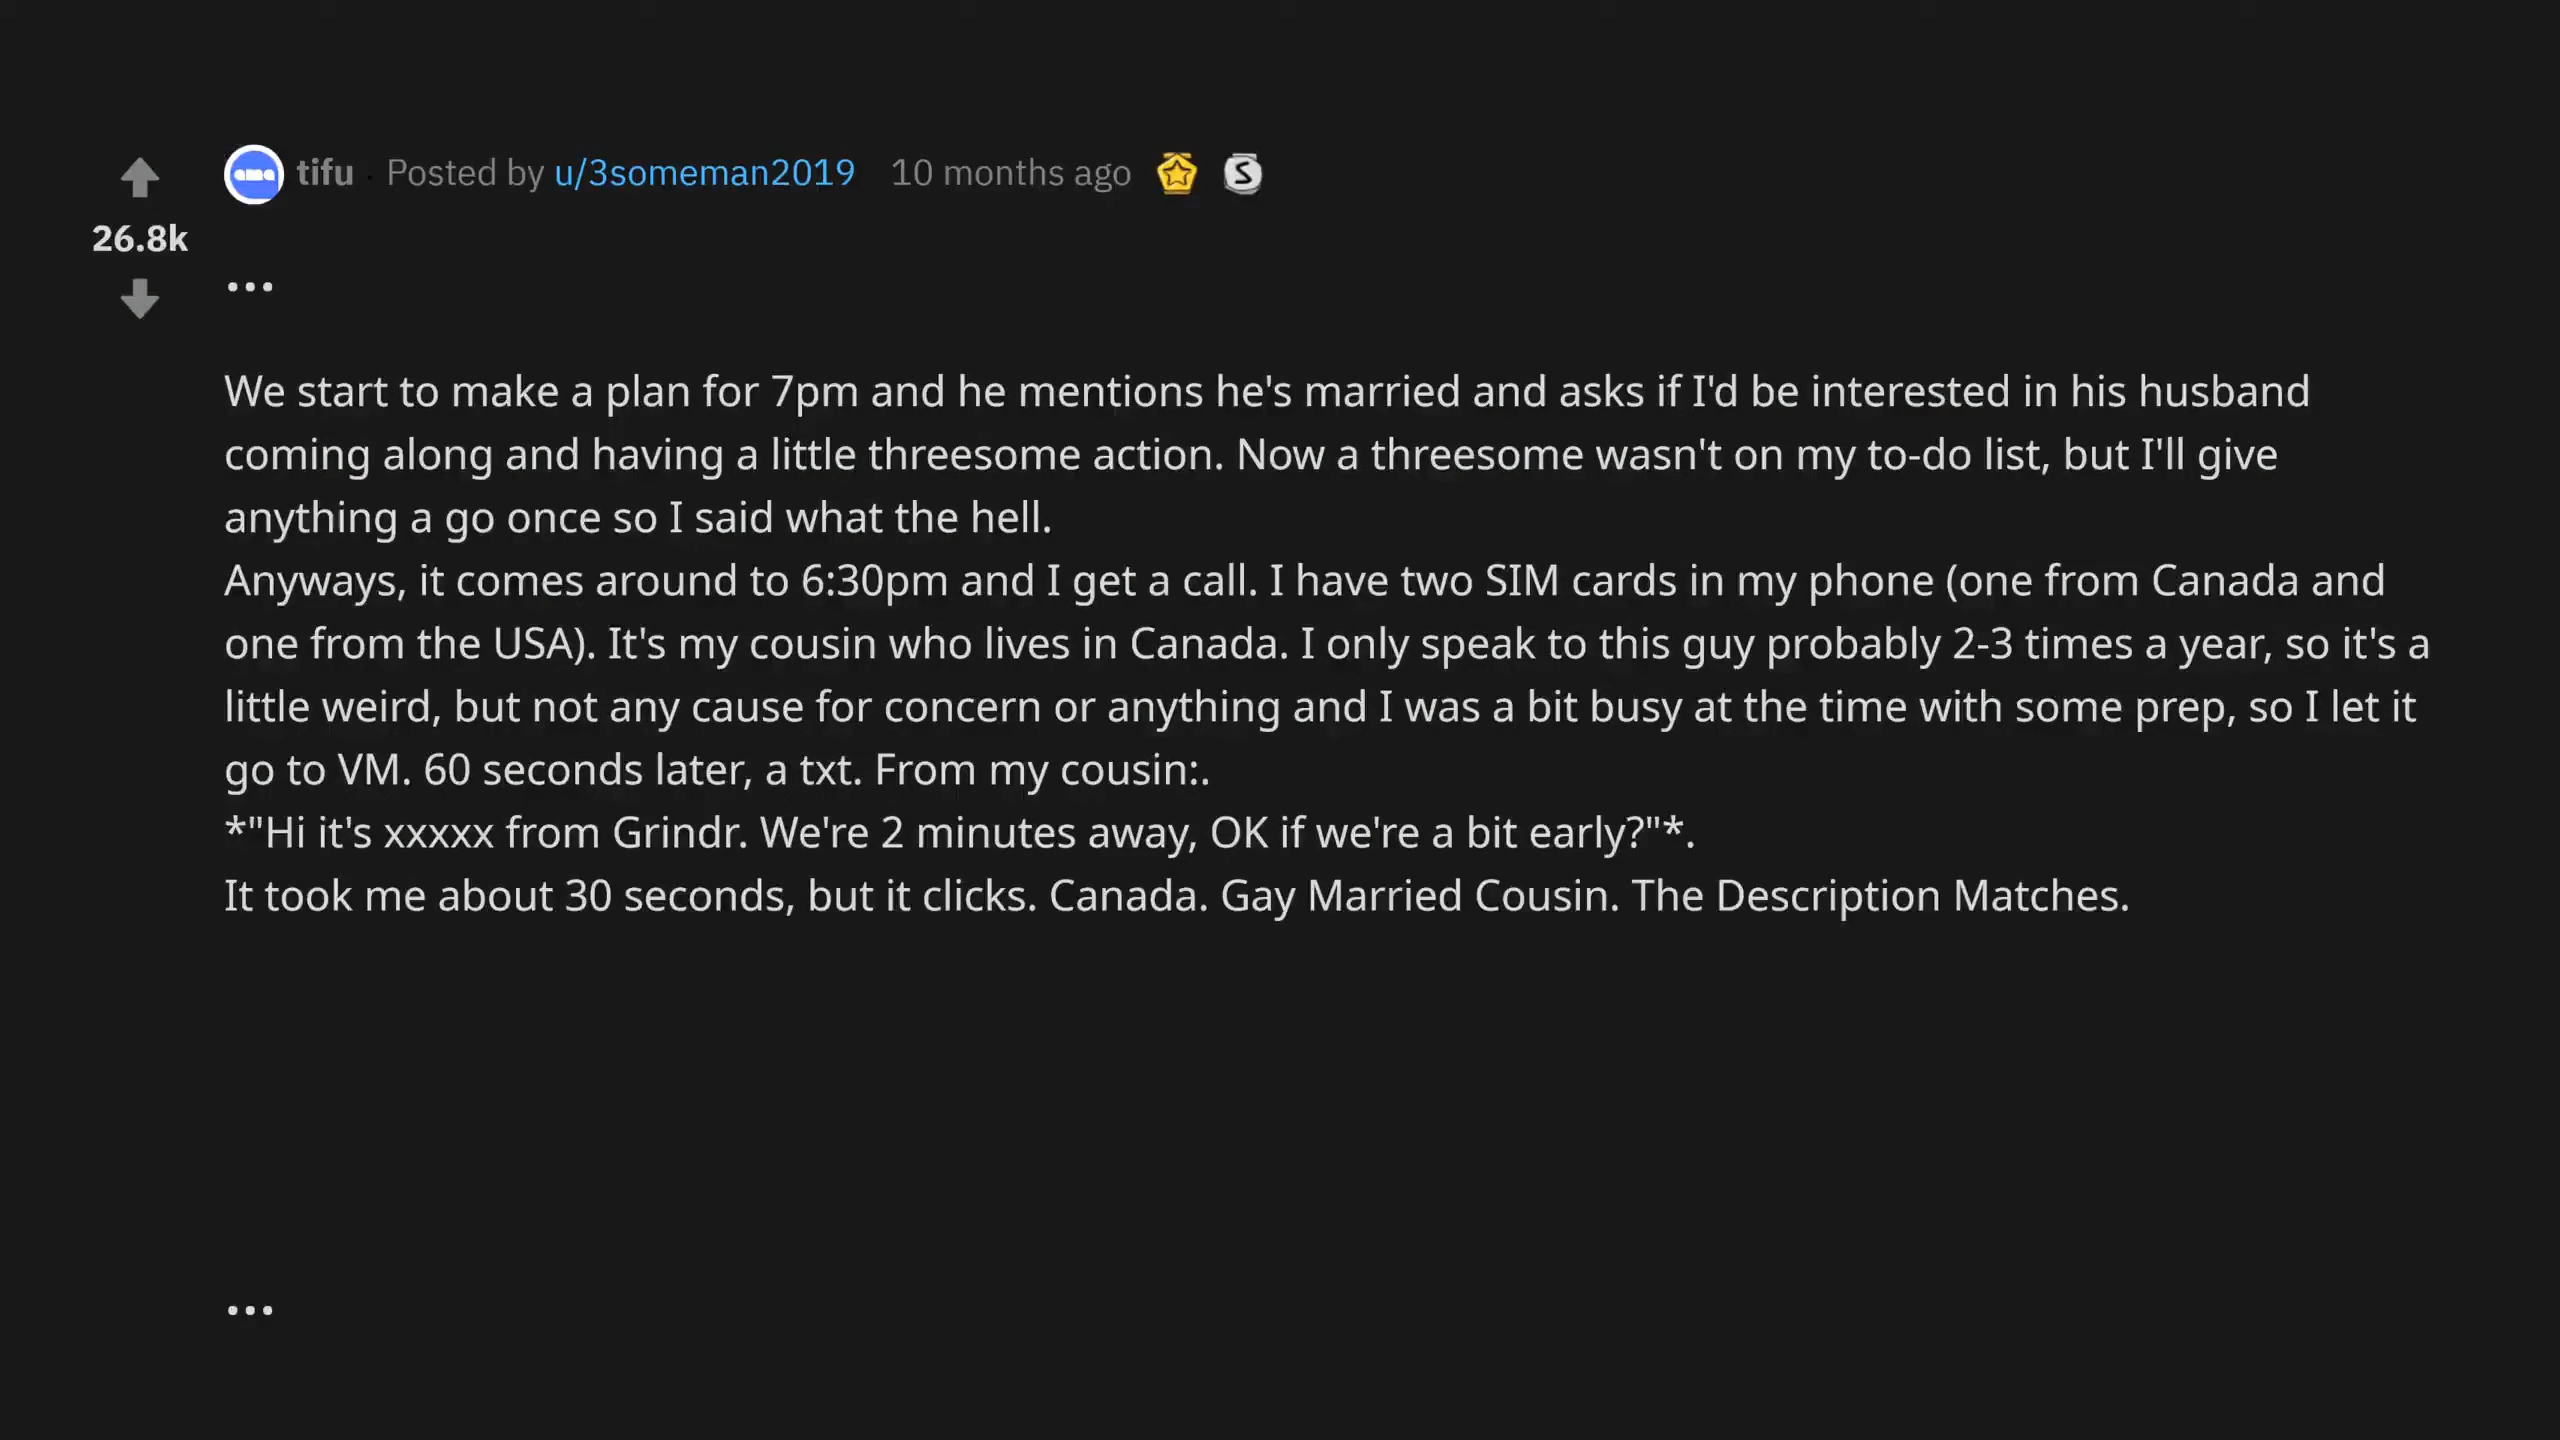 tifu · Posted by u/3someman2019 10 months ago
26.8k
...
We start to make a plan for 7pm and he mentions he's married and asks if I'd be interested in his husband
coming along and having a little threesome action. Now a threesome wasn't on my to-do list, but I'll give
anything a go once so I said what the hell.
Anyways, it comes around to 6:30pm and I get a call. I have two SIM cards in my phone (one from Canada and
one from the USA). It's my cousin who lives in Canada. I only speak to this guy probably 2-3 times a year, so it's a
little weird, but not any cause for concern or anything and I was a bit busy at the time with some prep, so I let it
go to VM. 60 seconds later, a txt. From my cousin:.
*"Hi it's xxxxx from Grindr. We're 2 minutes away, OK if we're a bit early?"*.
It took me about 30 seconds, but it clicks. Canada. Gay Married Cousin. The Description Matches.
...